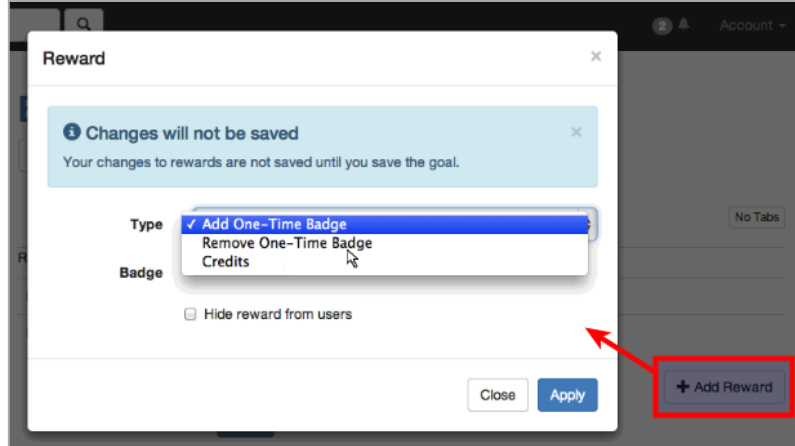 2
Account
Reward
×
Changes will not be saved
×
Your changes to rewards are not saved until you save the goal.
Type
✓ Add One-Time Badge
Remove One-Time Badge
Credits
Badge
Hide reward from users
No Tabs
Close
Apply
+ Add Reward